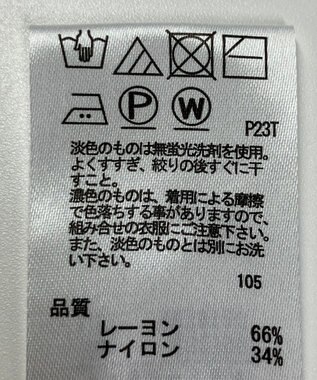 P W
P23T
淡色のものは無蛍光洗剤を使用。
よくすすぎ、絞りの後すぐに干
すこと。
濃色のものは、着用による摩擦
で色落ちする事がありますので、
組み合せの衣服にご注意下さい。
また、淡色のものとは別にお洗
い下さい。
105
品質
レーヨン 66%
ナイロン 34%